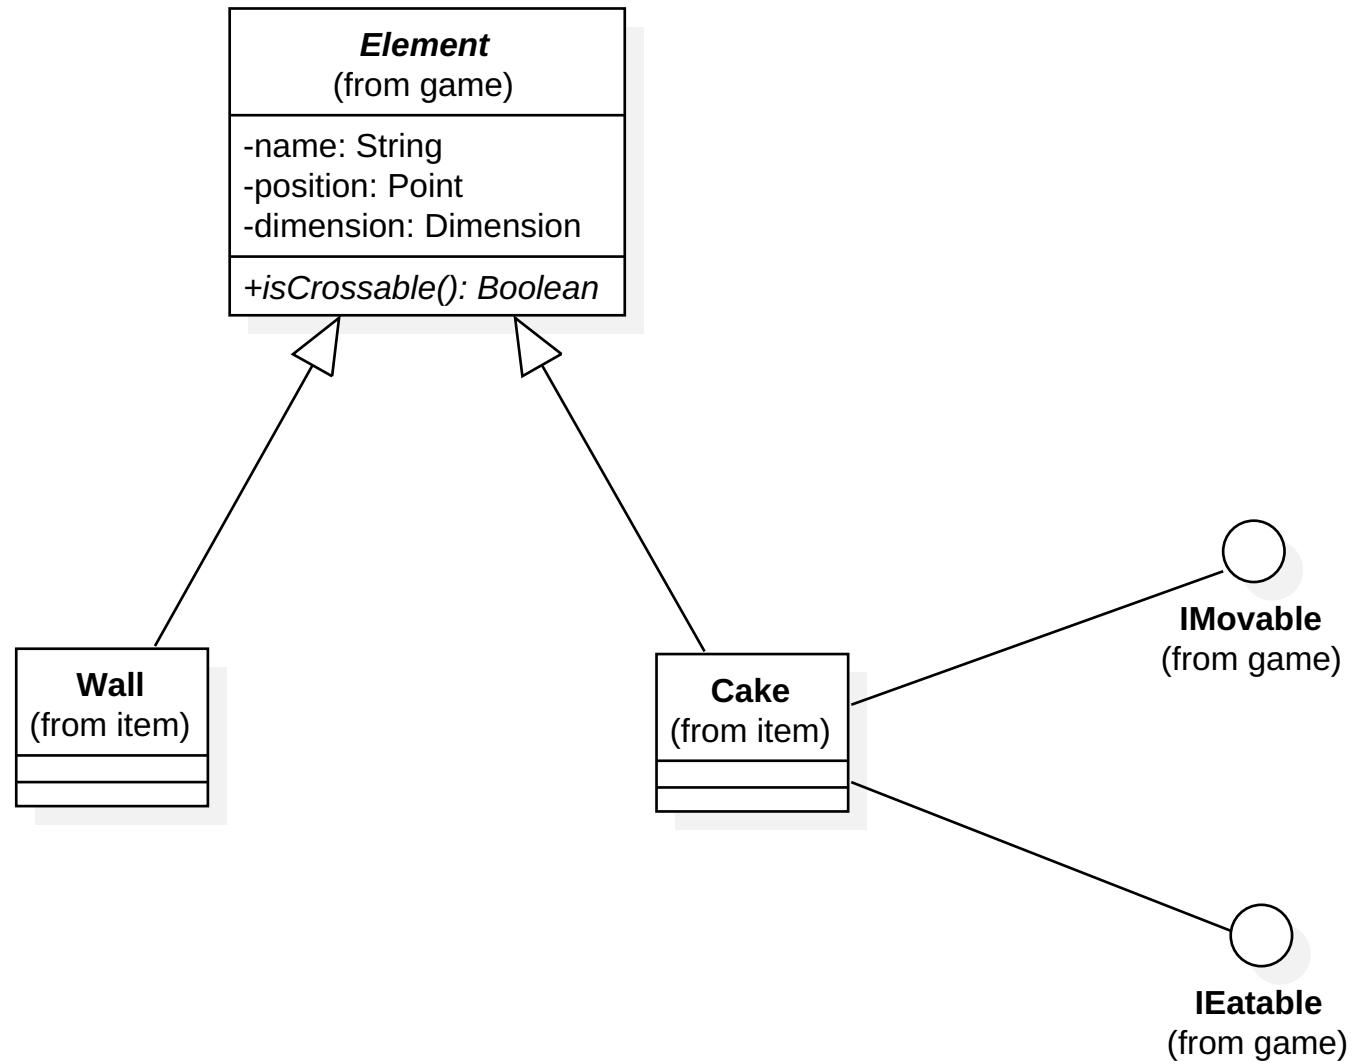 Element
(from game)
-name: String
-position: Point
-dimension: Dimension
+isCrossable(): Boolean
Wall
(from item)
Cake
(from item)
IMovable
(from game)
IEatable
(from game)